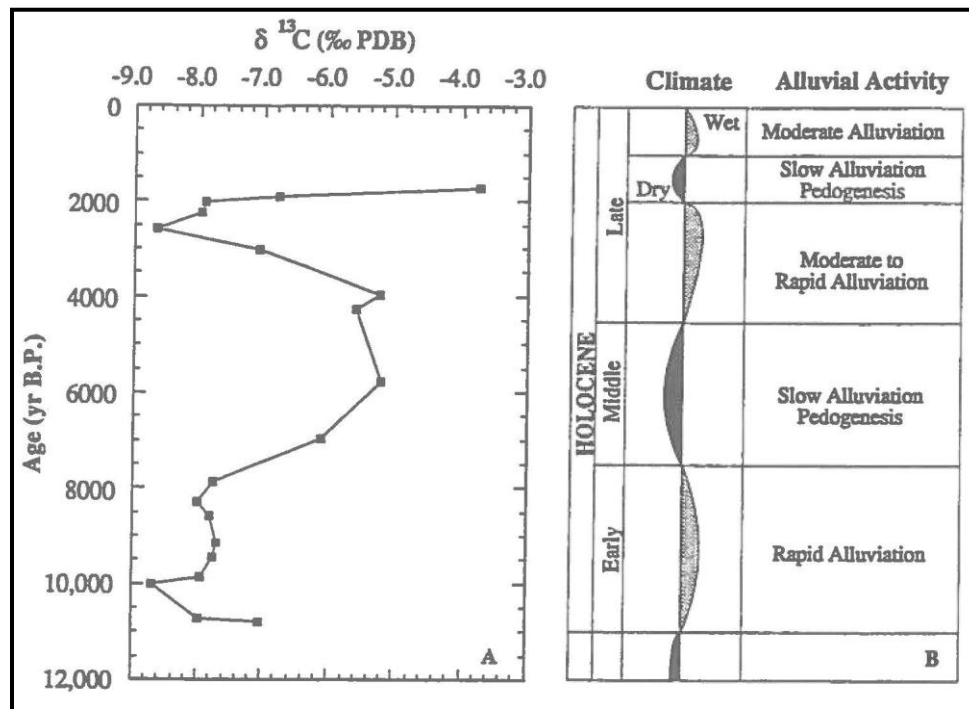 δ ¹³C (‰ PDB)
-9.0 -8.0 -7.0 -6.0 -5.0 -4.0 -3.0
Age (yr B.P.)
0
2000
4000
6000
8000
10,000
12,000
A
Climate Alluvial Activity
HOLOCENE
Late
Middle
Early
Wet
Dry
Moderate Alluviation
Slow Alluviation
Pedogenesis
Moderate to
Rapid Alluviation
Slow Alluviation
Pedogenesis
Rapid Alluviation
B